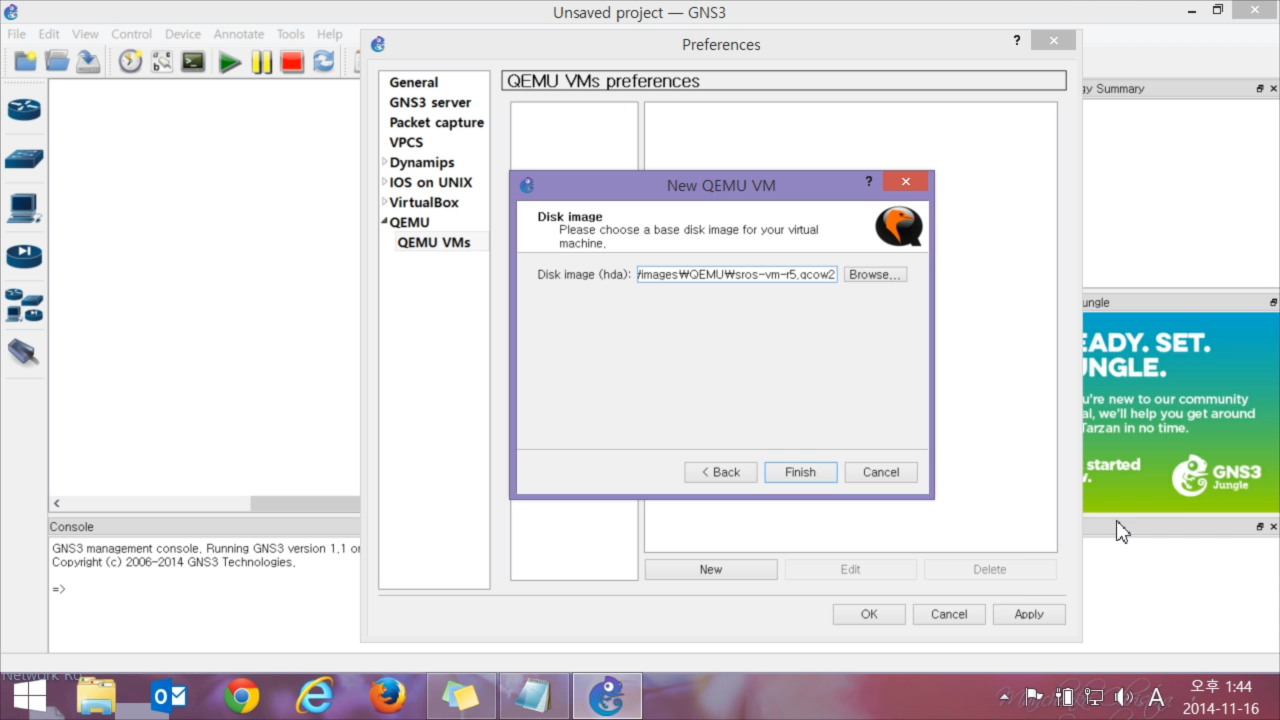 Unsaved project — GNS3
File Edit View Control Device Annotate Tools Help
Preferences
?
General
GNS3 server
Packet capture
VPCS
Dynamips
IOS on UNIX
VirtualBox
QEMU
QEMU VMs
QEMU VMs preferences
New QEMU VM
?
Disk image
Please choose a base disk image for your virtual
machine.
Disk image (hda):
images₩QEMU₩sros-vm-r5.qcow2
Browse...
< Back
Finish
Cancel
New
Edit
Delete
OK
Cancel
Apply
Summary
ungle
EADY. SET.
NGLE.
u're new to our community
al, we'll help you get around
Tarzan in no time.
started
GNS3
Jungle
Console
GNS3 management console. Running GNS3 version 1.1 o
Copyright (c) 2006-2014 GNS3 Technologies.
=>
Network
A
오후 1:44
2014-11-16